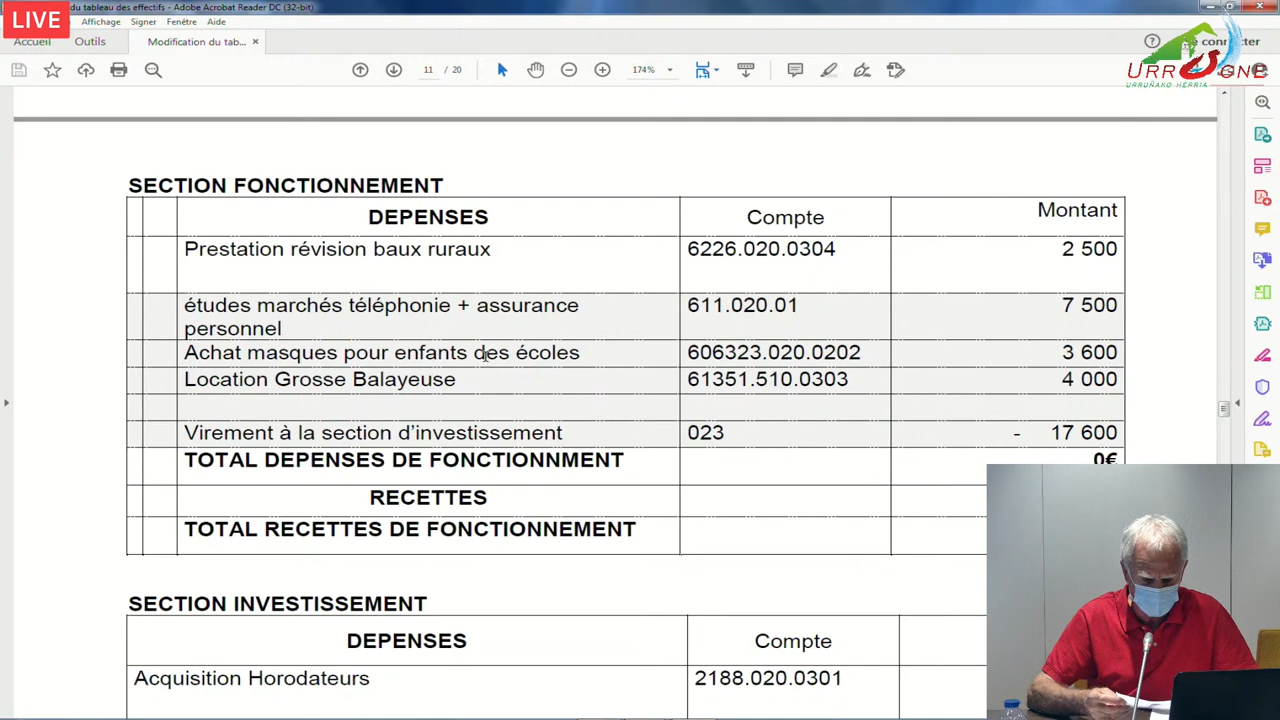 LIVE
du tableau des effectifs - Adobe Acrobat Reader DC (32-bit)
Affichage Signer Fenêtre Aide
Accueil Outils Modification du tab... ×
11 / 20 174%
URRUGNE
URRUÑAKO HERRIA
SECTION FONCTIONNEMENT
DEPENSES Compte Montant
Prestation révision baux ruraux 6226.020.0304 2 500
études marchés téléphonie + assurance 611.020.01 7 500
personnel
Achat masques pour enfants des écoles 606323.020.0202 3 600
Location Grosse Balayeuse 61351.510.0303 4 000
Virement à la section d’investissement 023 - 17 600
TOTAL DEPENSES DE FONCTIONNMENT 0€
RECETTES
TOTAL RECETTES DE FONCTIONNEMENT
SECTION INVESTISSEMENT
DEPENSES Compte
Acquisition Horodateurs 2188.020.0301